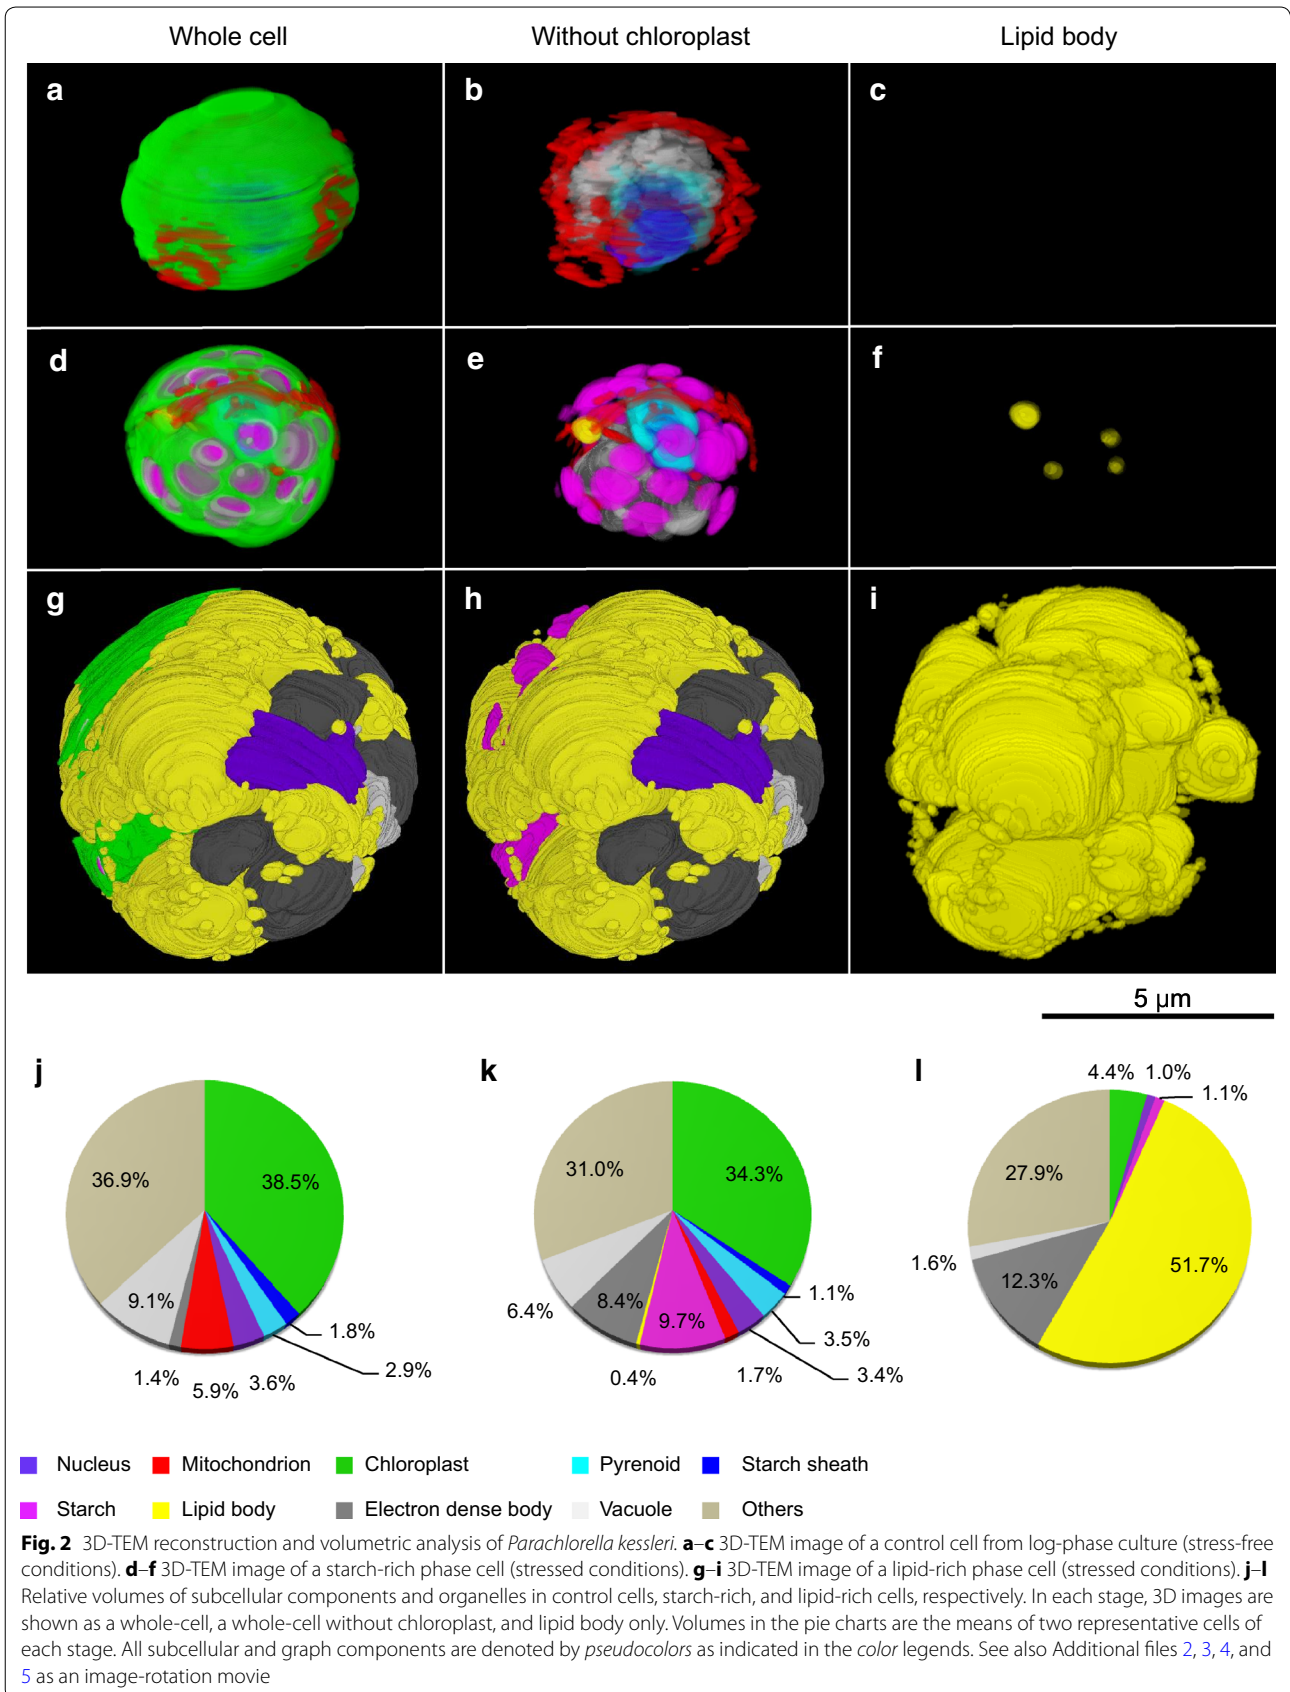 Whole cell
Without chloroplast
Lipid body
a
b
c
d
e
f
g
h
i
5 µm
j
36.9%
38.5%
9.1%
1.8%
2.9%
1.4%
5.9%
3.6%
k
31.0%
34.3%
6.4%
8.4%
9.7%
1.1%
3.5%
0.4%
1.7%
3.4%
l
4.4%
1.0%
1.1%
27.9%
1.6%
12.3%
51.7%
Nucleus
Mitochondrion
Chloroplast
Pyrenoid
Starch sheath
Starch
Lipid body
Electron dense body
Vacuole
Others
Fig. 2 3D-TEM reconstruction and volumetric analysis of Parachlorella kessleri. a–c 3D-TEM image of a control cell from log-phase culture (stress-free
conditions). d–f 3D-TEM image of a starch-rich phase cell (stressed conditions). g–i 3D-TEM image of a lipid-rich phase cell (stressed conditions). j–l
Relative volumes of subcellular components and organelles in control cells, starch-rich, and lipid-rich cells, respectively. In each stage, 3D images are
shown as a whole-cell, a whole-cell without chloroplast, and lipid body only. Volumes in the pie charts are the means of two representative cells of
each stage. All subcellular and graph components are denoted by pseudocolors as indicated in the color legends. See also Additional files 2, 3, 4, and
5 as an image-rotation movie